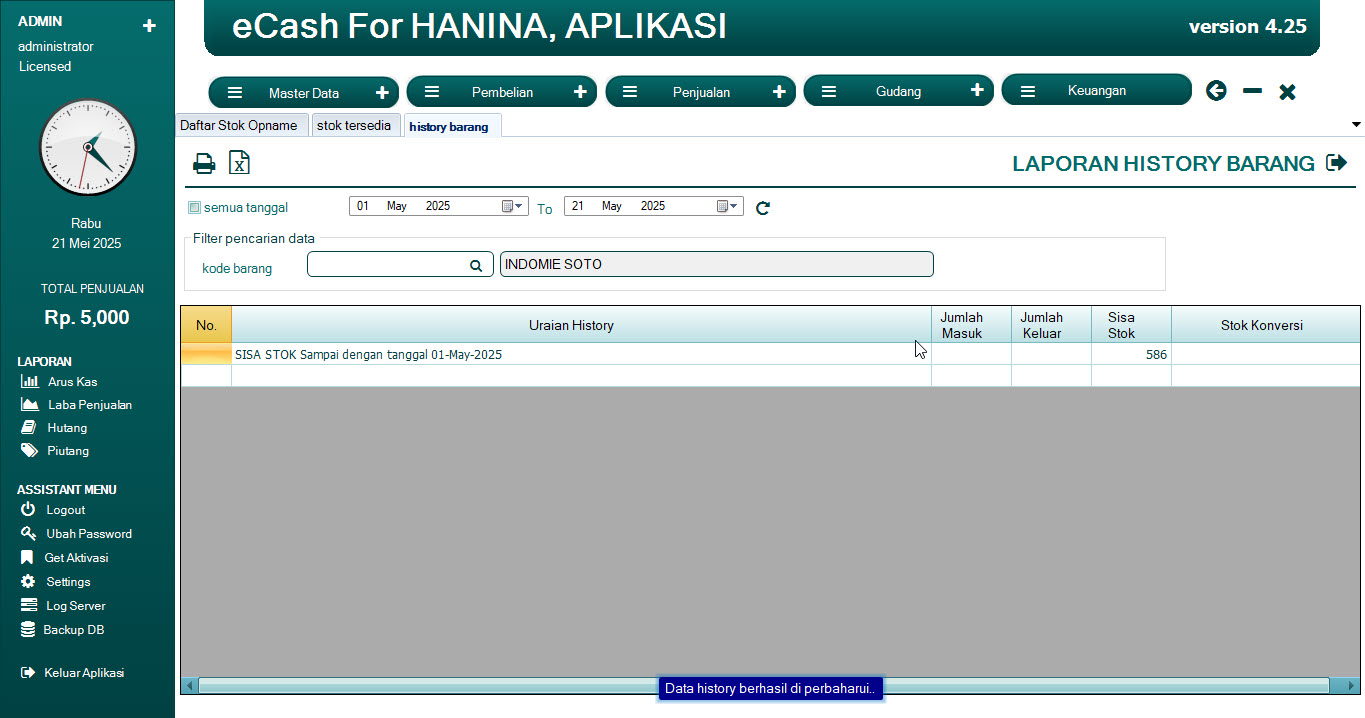 ADMIN
administrator
Licensed
Rabu
21 Mei 2025
TOTAL PENJUALAN
Rp. 5,000
LAPORAN
Arus Kas
Laba Penjualan
Hutang
Piutang
ASSISTANT MENU
Logout
Ubah Password
Get Aktivasi
Settings
Log Server
Backup DB
Keluar Aplikasi
eCash For HANINA, APLIKASI
version 4.25
Master Data
Pembelian
Penjualan
Gudang
Keuangan
Daftar Stok Opname
stok tersedia
history barang
LAPORAN HISTORY BARANG
semua tanggal
01 May 2025
To
21 May 2025
Filter pencarian data
kode barang
INDOMIE SOTO
No.
Uraian History
Jumlah
Masuk
Jumlah
Keluar
Sisa
Stok
Stok Konversi
SISA STOK Sampai dengan tanggal 01-May-2025
586
Data history berhasil di perbaharui..